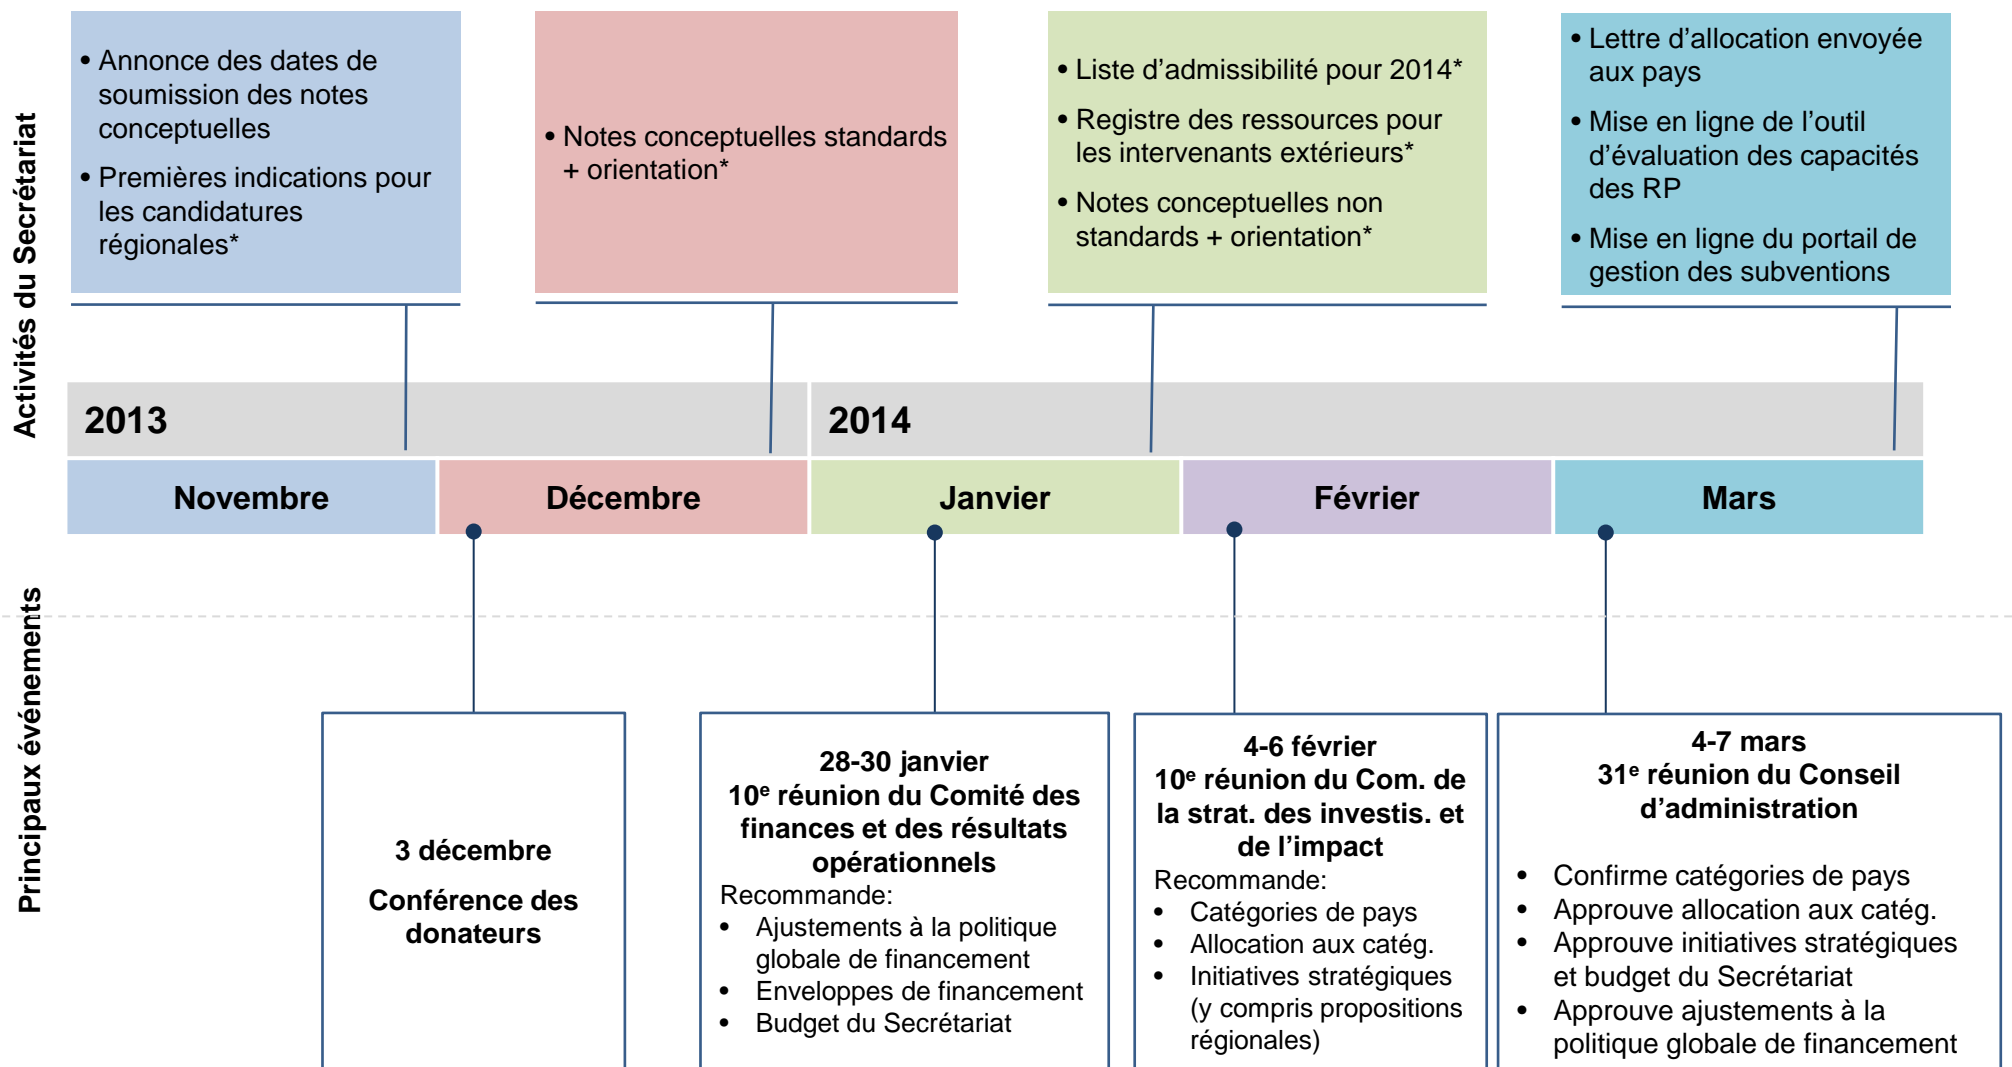 Activités du Secrétariat
• Annonce des dates de
soumission des notes
conceptuelles
• Premières indications pour
les candidatures
régionales*
• Notes conceptuelles standards
+ orientation*
• Liste d’admissibilité pour 2014*
• Registre des ressources pour
les intervenants extérieurs*
• Notes conceptuelles non
standards + orientation*
• Lettre d’allocation envoyée
aux pays
• Mise en ligne de l’outil
d’évaluation des capacités
des RP
• Mise en ligne du portail de
gestion des subventions
2013
2014
Novembre
Décembre
Janvier
Février
Mars
Principaux événements
3 décembre
Conférence des
donateurs
28-30 janvier
10e réunion du Comité des
finances et des résultats
opérationnels
Recommande:
• Ajustements à la politique
globale de financement
• Enveloppes de financement
• Budget du Secrétariat
4-6 février
10e réunion du Com. de
la strat. des investis. et
de l’impact
Recommande:
• Catégories de pays
• Allocation aux catég.
• Initiatives stratégiques
(y compris propositions
régionales)
4-7 mars
31e réunion du Conseil
d’administration
• Confirme catégories de pays
• Approuve allocation aux catég.
• Approuve initiatives stratégiques
et budget du Secrétariat
• Approuve ajustements à la
politique globale de financement